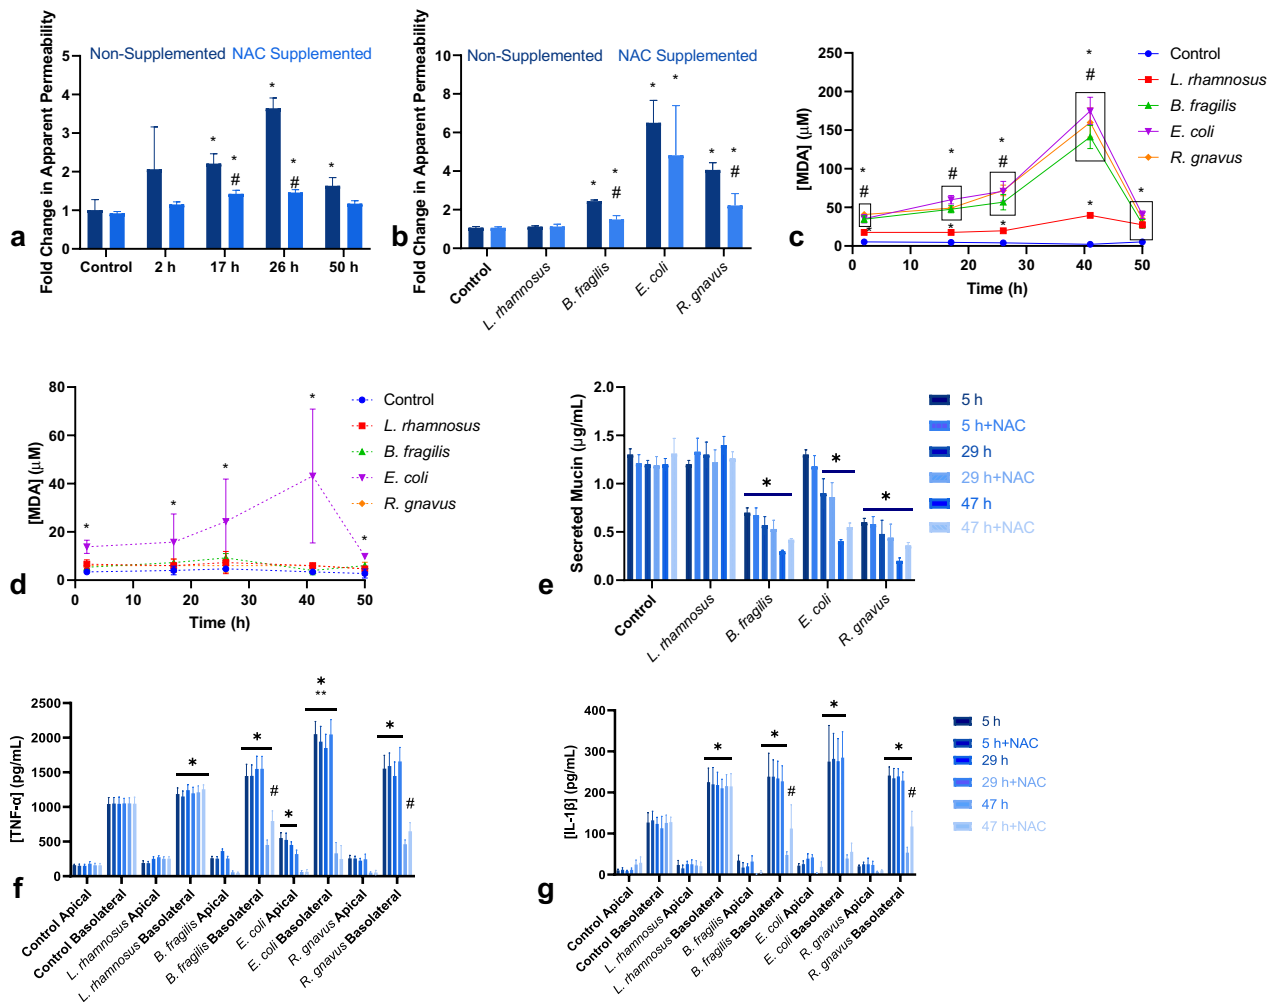 Non-Supplemented NAC Supplemented
Fold Change in Apparent Permeability
5
4
3
2
1
0
* * * * * *
# #
Control 2 h 17 h 26 h 50 h
a
Non-Supplemented NAC Supplemented
Fold Change in Apparent Permeability
10
8
6
4
2
0
* * * * * *
# #
Control
L. rhamnosus
B. fragilis
E. coli
R. gnavus
b
[MDA] (μM)
250
200
150
100
50
0
* * * * *
# # # #
* * * *
0 10 20 30 40 50
Time (h)
Control
L. rhamnosus
B. fragilis
E. coli
R. gnavus
c
[MDA] (μM)
80
60
40
20
0
* * * * *
0 10 20 30 40 50
Time (h)
Control
L. rhamnosus
B. fragilis
E. coli
R. gnavus
d
Secreted Mucin (μg/mL)
2.0
1.5
1.0
0.5
0.0
* * *
Control
L. rhamnosus
B. fragilis
E. coli
R. gnavus
5 h
5 h+NAC
29 h
29 h+NAC
47 h
47 h+NAC
e
[TNF-α] (pg/mL)
2500
2000
1500
1000
500
0
* * * * *
**
# #
Control Apical
Control Basolateral
L. rhamnosus Apical
L. rhamnosus Basolateral
B. fragilis Apical
B. fragilis Basolateral
E. coli Apical
E. coli Basolateral
R. gnavus Apical
R. gnavus Basolateral
f
[IL-1β] (pg/mL)
400
300
200
100
0
* * * *
# #
Control Apical
Control Basolateral
L. rhamnosus Apical
L. rhamnosus Basolateral
B. fragilis Apical
B. fragilis Basolateral
E. coli Apical
E. coli Basolateral
R. gnavus Apical
R. gnavus Basolateral
5 h
5 h+NAC
29 h
29 h+NAC
47 h
47 h+NAC
g